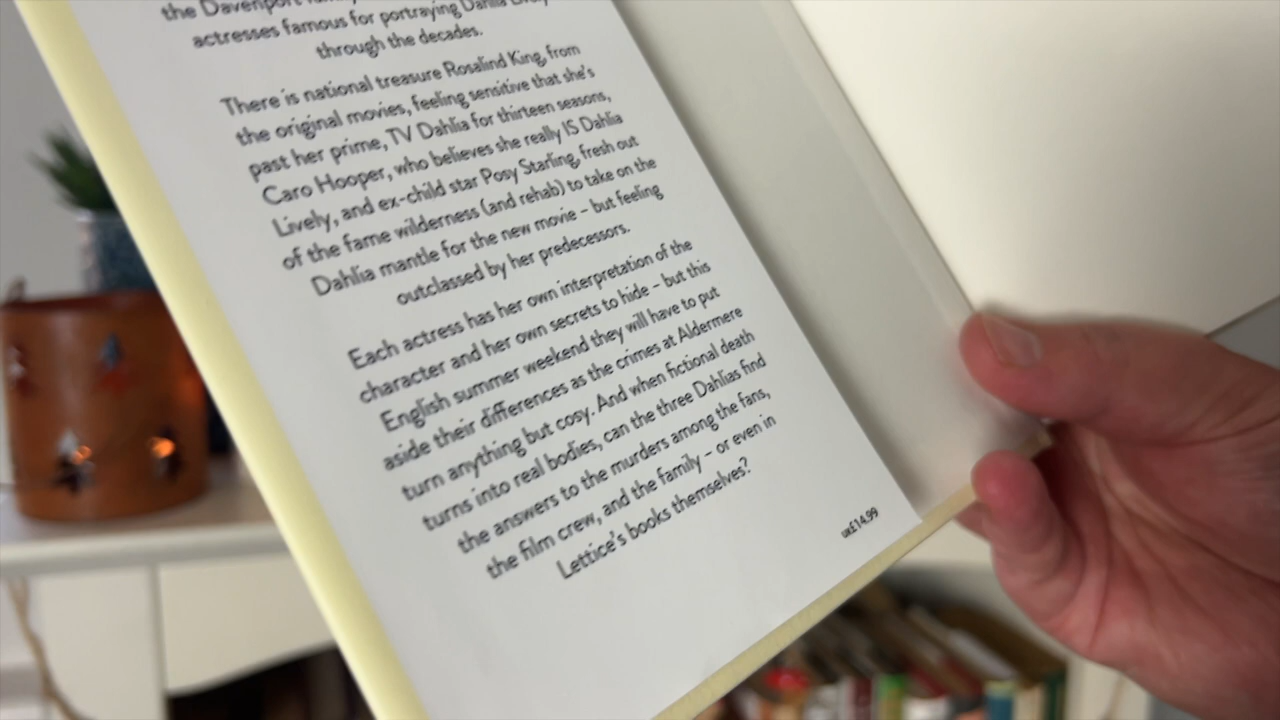 the Davenport family
actresses famous for portraying Dahlia Lively
through the decades.
There is national treasure Rosalind King, from
the original movies, feeling sensitive that she's
past her prime, TV Dahlia for thirteen seasons,
Caro Hooper, who believes she really IS Dahlia
Lively, and ex-child star Posy Starling, fresh out
of the fame wilderness (and rehab) to take on the
Dahlia mantle for the new movie – but feeling
outclassed by her predecessors.
Each actress has her own interpretation of the
character and her own secrets to hide – but this
English summer weekend they will have to put
aside their differences as the crimes at Aldermere
turn anything but cosy. And when fictional death
turns into real bodies, can the three Dahlias find
the answers to the murders among the fans,
the film crew, and the family – or even in
Lettice's books themselves?
UK£14.99